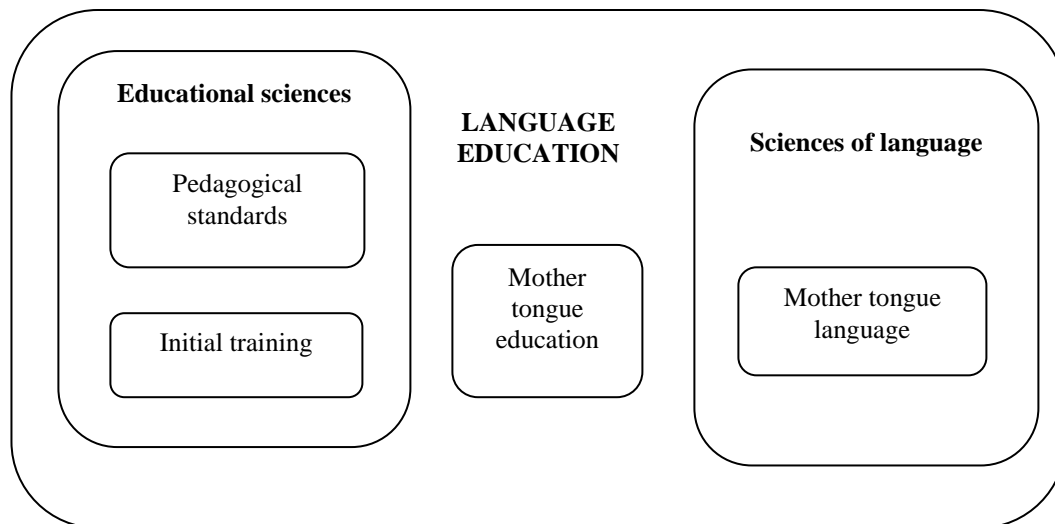 Educational sciences
Pedagogical
standards
Initial training
LANGUAGE
EDUCATION
Mother
tongue
education
Sciences of language
Mother tongue
language